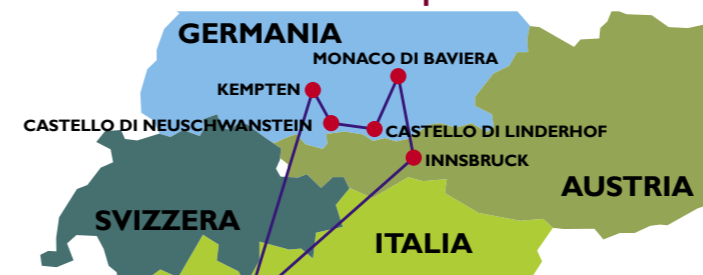 GERMANIA
MONACO DI BAVIERA
KEMPTEN
CASTELLO DI NEUSCHWANSTEIN
CASTELLO DI LINDERHOF
INNSBRUCK
AUSTRIA
SVIZZERA
ITALIA